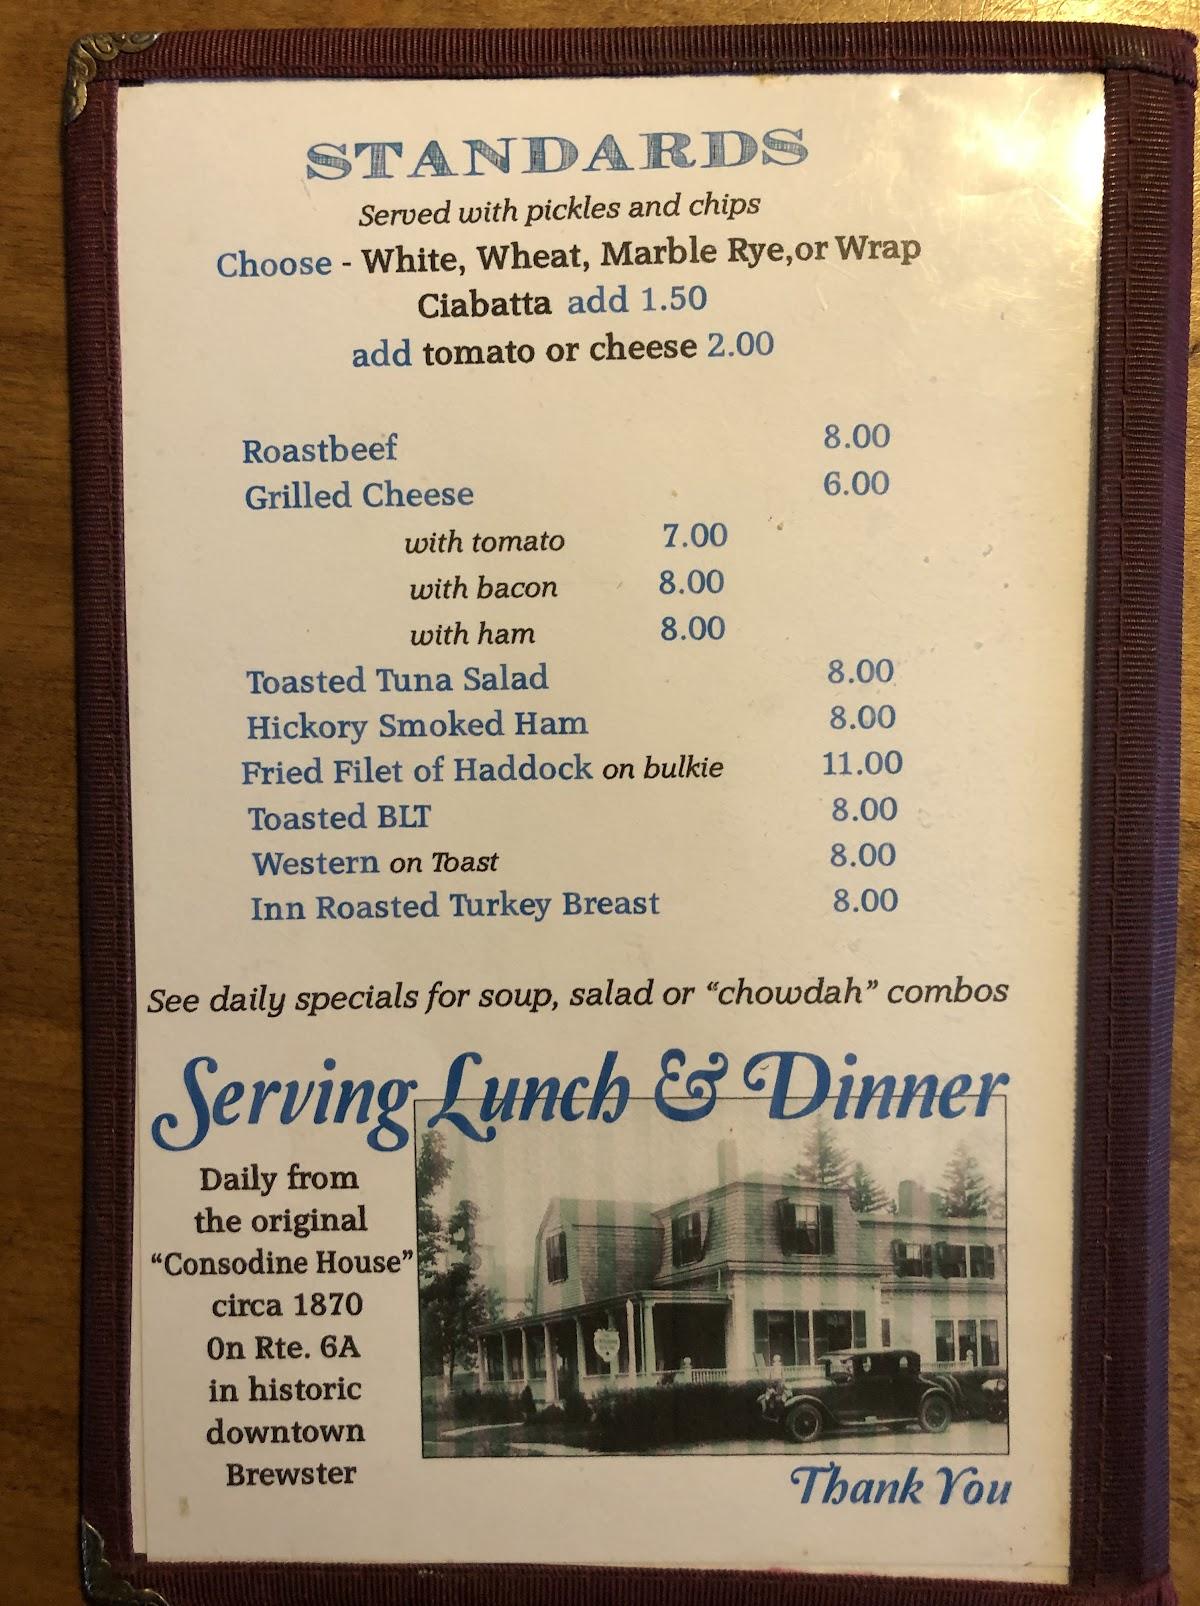 STANDARDS
Served with pickles and chips
Choose - White, Wheat, Marble Rye,or Wrap
Ciabatta add 1.50
add tomato or cheese 2.00
Roastbeef 8.00
Grilled Cheese 6.00
with tomato 7.00
with bacon 8.00
with ham 8.00
Toasted Tuna Salad 8.00
Hickory Smoked Ham 8.00
Fried Filet of Haddock on bulkie 11.00
Toasted BLT 8.00
Western on Toast 8.00
Inn Roasted Turkey Breast 8.00
See daily specials for soup, salad or “chowdah” combos
Serving Lunch & Dinner
Daily from
the original
“Consodine House”
circa 1870
On Rte. 6A
in historic
downtown
Brewster
Thank You